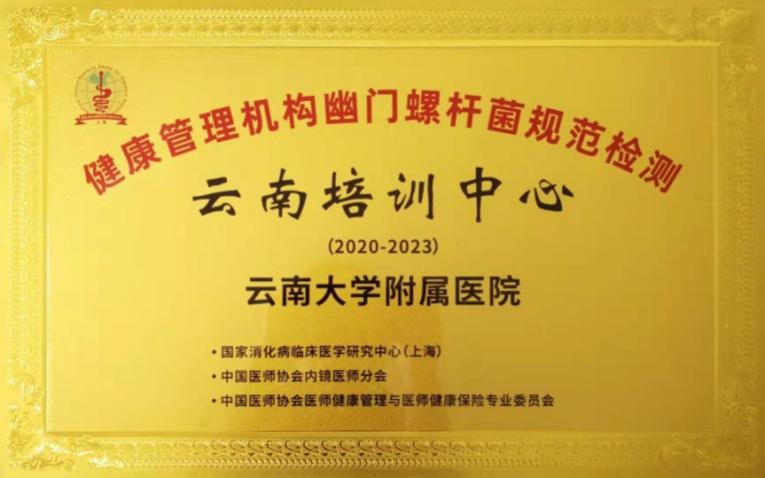 健康管理机构幽门螺杆菌规范检测
云南培训中心
(2020-2023)
云南大学附属医院
·国家消化病临床医学研究中心(上海)
·中国医师协会内镜医师分会
·中国医师协会医师健康管理与医师健康保险专业委员会